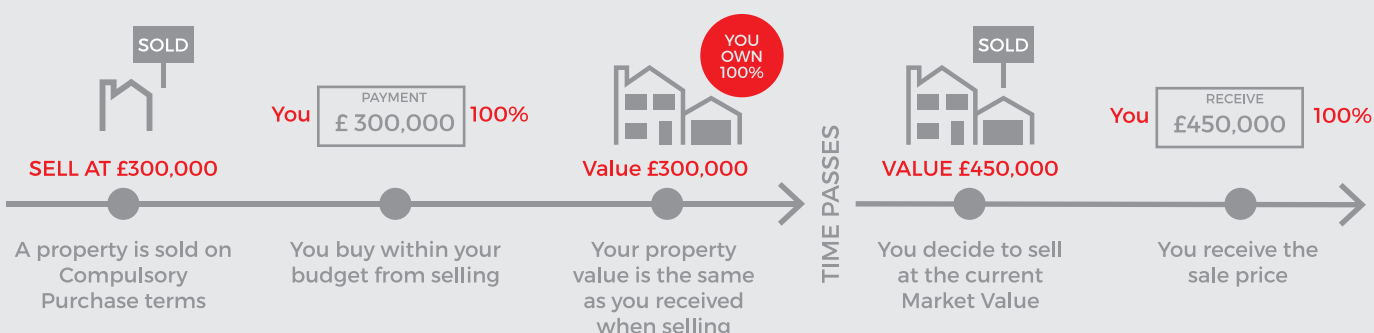 SOLD
SELL AT £300,000
A property is sold on
Compulsory
Purchase terms
You
PAYMENT
£ 300,000
100%
You buy within your
budget from selling
YOU
OWN
100%
Value £300,000
Your property
value is the same
as you received
when selling
TIME PASSES
SOLD
VALUE £450,000
You decide to sell
at the current
Market Value
You
RECEIVE
£450,000
100%
You receive the
sale price